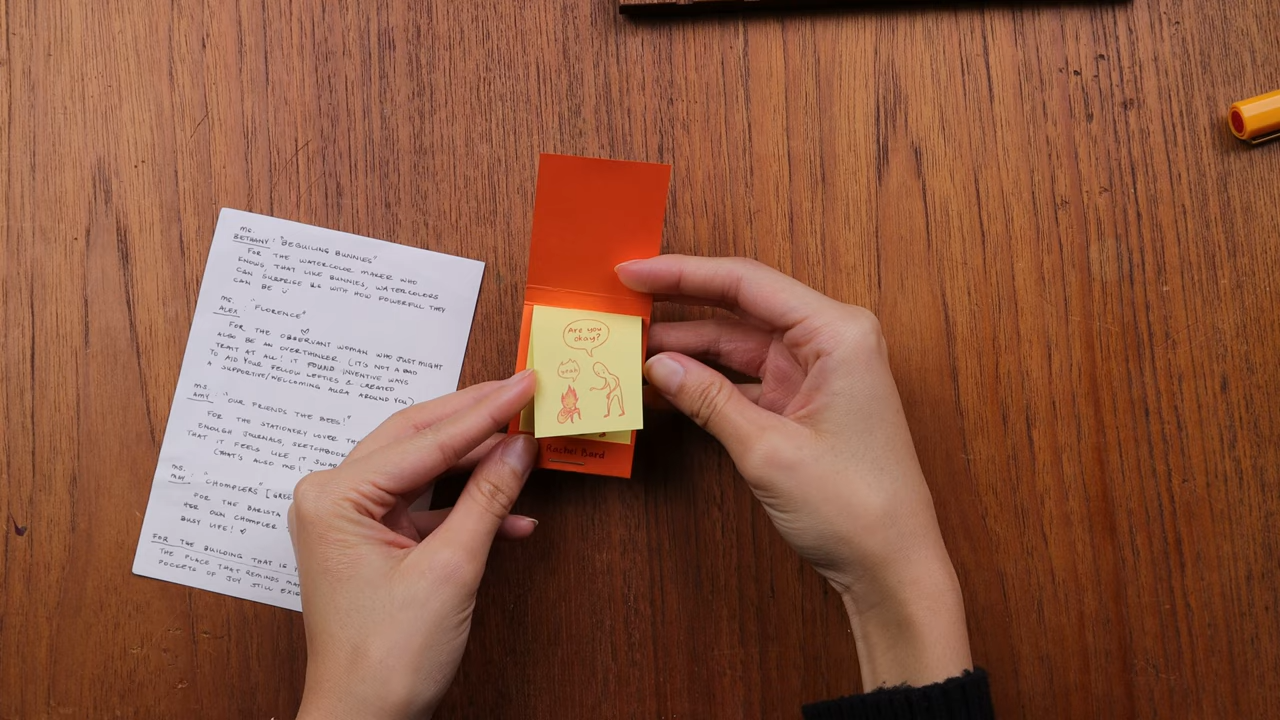 MS.
BETHANY: "BEGUILING BUNNIES"
FOR THE WATERCOLOR MAKER WHO
KNOWS, THAT LIKE BUNNIES, WATERCOLORS
CAN SURPRISE US WITH HOW POWERFUL THEY
CAN BE
MS.
ALEX: "FLORENCE"
FOR THE OBSERVANT WOMAN WHO JUST MIGHT
ALSO BE AN OVERTHINKER. (IT'S NOT A BAD
TRAIT AT ALL! IT FOUND INVENTIVE WAYS
TO AID YOUR FELLOW LEFTIES & CREATED
A SUPPORTIVE/WELCOMING AURA AROUND YOU)
MS.
AMY: "OUR FRIENDS THE BEES!"
FOR THE STATIONERY LOVER
ENOUGH JOURNALS, SKETCHBOOK
THAT IT FEELS LIKE IT
(THAT'S ALSO ME!
MS.
MAY: "CHOMPLERS"
FOR THE BARISTA
OWN CHOMPLER
BUSY LIFE!
FOR THE BUILDING THAT IS
THE PLACE THAT REMINDS
POCKETS OF JOY STILL
Are you
okay?
yeah
Rachel Bard